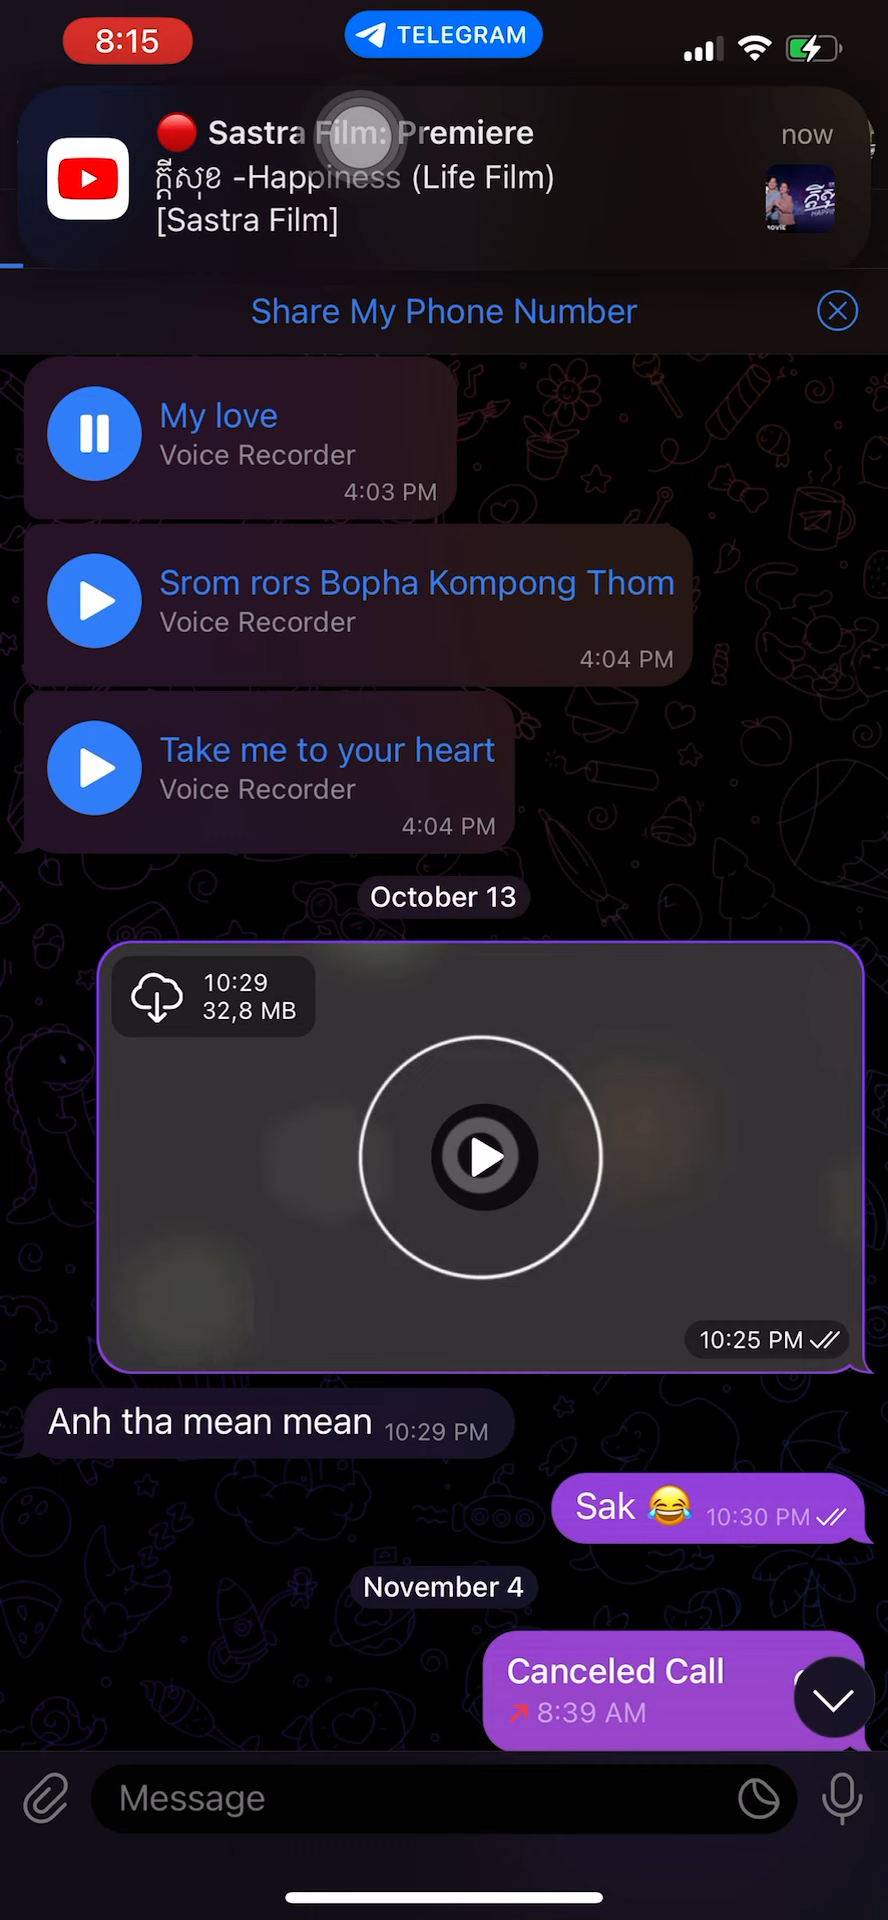 8:15
TELEGRAM
Sastra Film: Premiere
now
ក្ដីសុខ -Happiness (Life Film)
[Sastra Film]
Share My Phone Number
My love
Voice Recorder
4:03 PM
Srom rors Bopha Kompong Thom
Voice Recorder
4:04 PM
Take me to your heart
Voice Recorder
4:04 PM
October 13
10:29
32,8 MB
10:25 PM
Anh tha mean mean 10:29 PM
Sak 😂 10:30 PM
November 4
Canceled Call
8:39 AM
Message